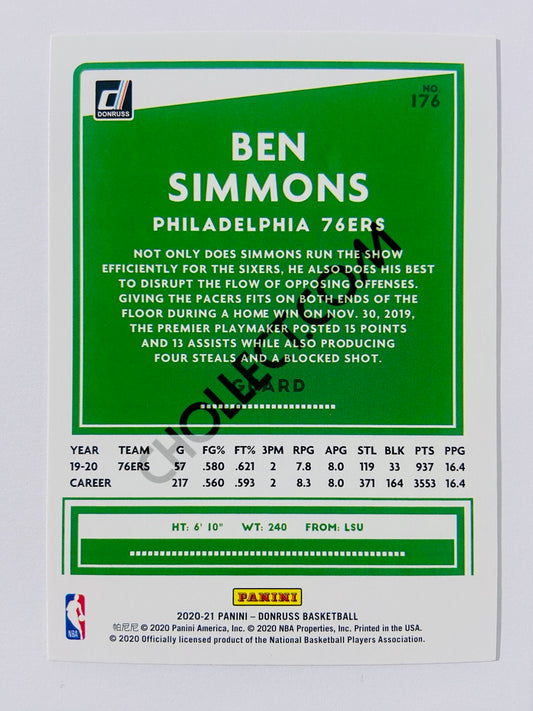 DONRUSS
NO.
176
BEN
SIMMONS
PHILADELPHIA 76ERS
NOT ONLY DOES SIMMONS RUN THE SHOW
EFFICIENTLY FOR THE SIXERS, HE ALSO DOES HIS BEST
TO DISRUPT THE FLOW OF OPPOSING OFFENSES.
GIVING THE PACERS FITS ON BOTH ENDS OF THE
FLOOR DURING A HOME WIN ON NOV. 30, 2019,
THE PREMIER PLAYMAKER POSTED 15 POINTS
AND 13 ASSISTS WHILE ALSO PRODUCING
FOUR STEALS AND A BLOCKED SHOT.
GUARD
CHOLLECT.COM
YEAR TEAM G FG% FT% 3PM RPG APG STL BLK PTS PPG
19-20 76ERS 57 .580 .621 2 7.8 8.0 119 33 937 16.4
CAREER 217 .560 .593 2 8.3 8.0 371 164 3553 16.4
HT: 6' 10" WT: 240 FROM: LSU
PANINI
2020-21 PANINI – DONRUSS BASKETBALL
帕尼尼 © 2020 Panini America, Inc. © 2020 NBA Properties, Inc. Printed in the USA.
© 2020 Officially licensed product of the National Basketball Players Association.
NBA